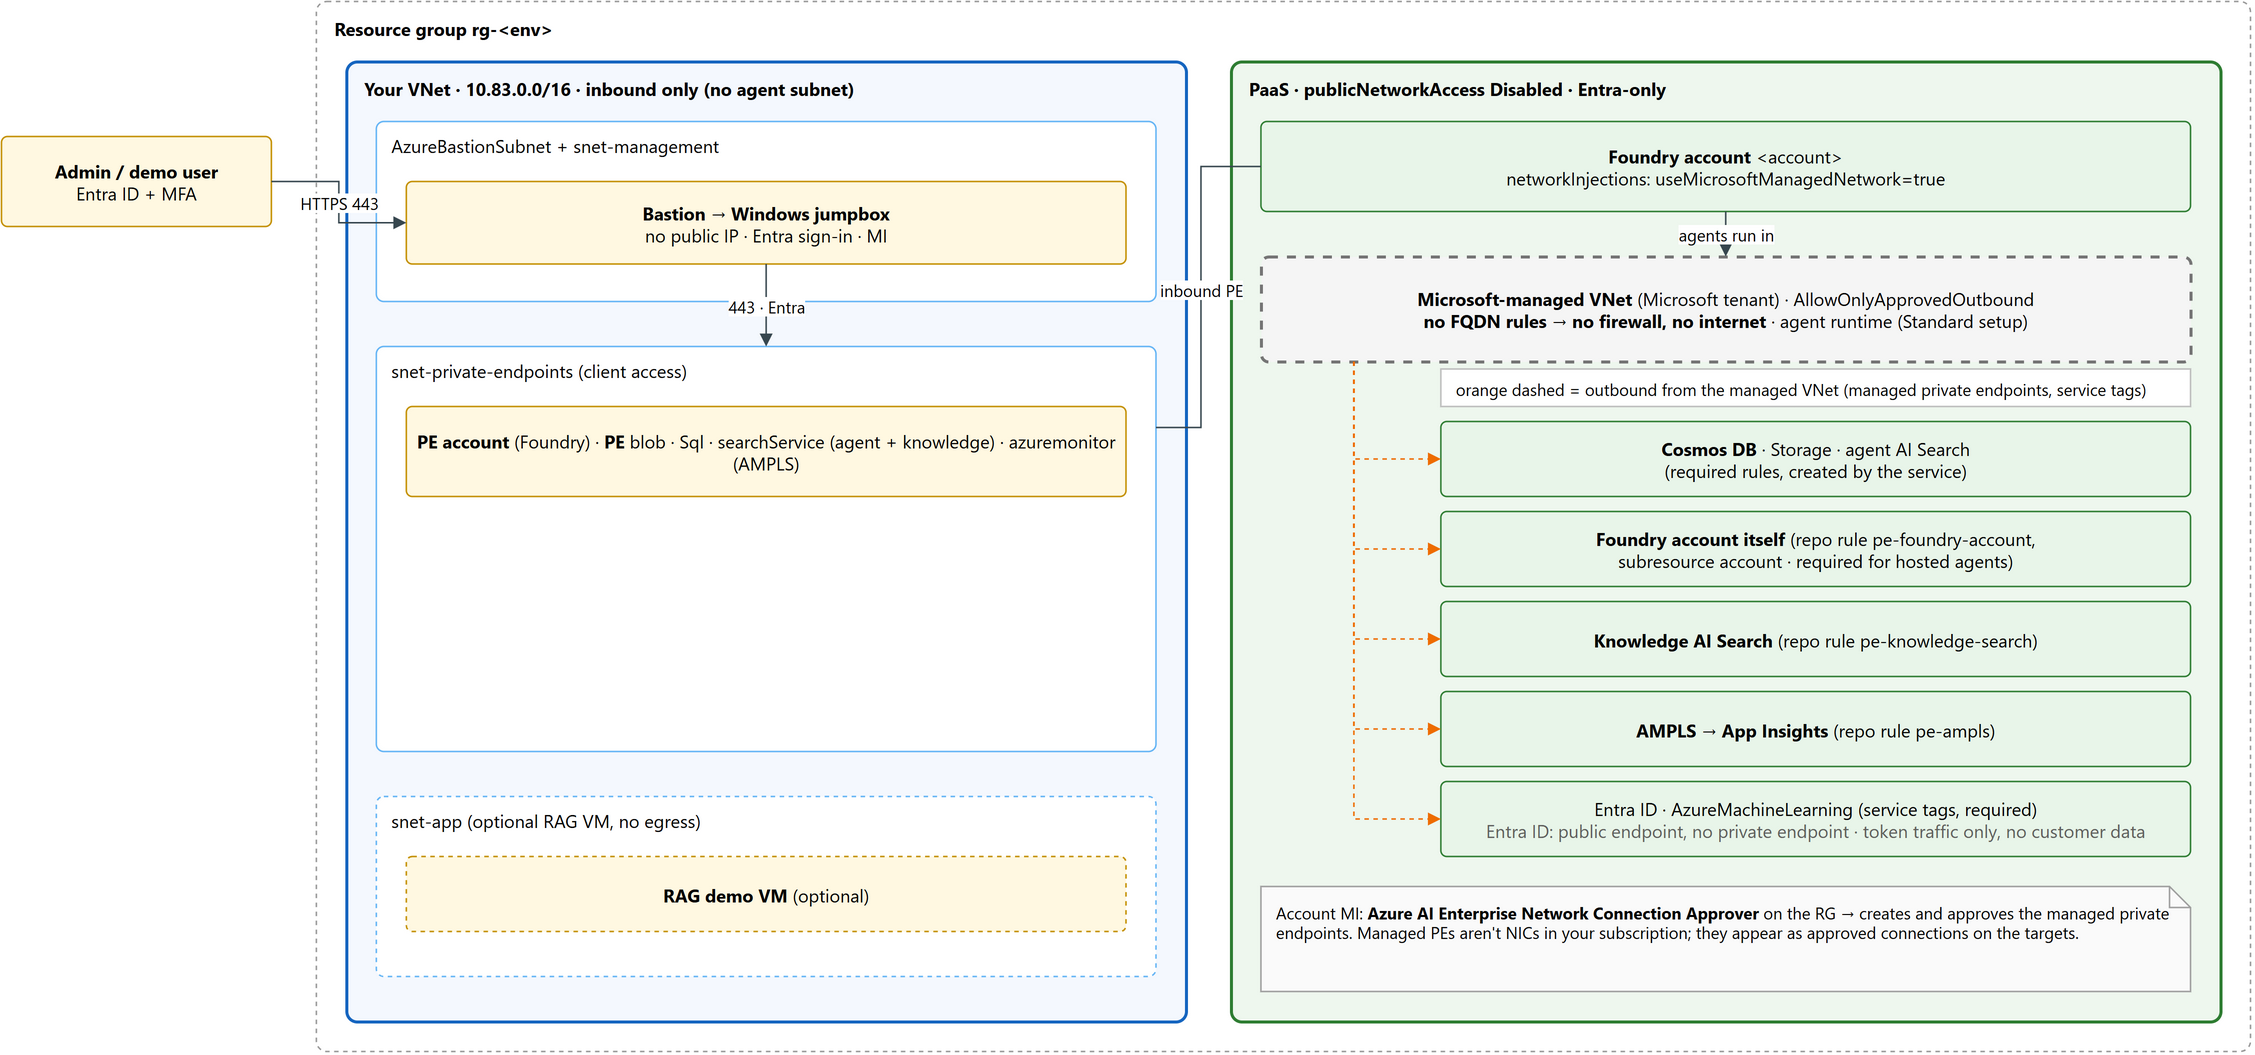 Resource group rg-<env>
Your VNet · 10.83.0.0/16 · inbound only (no agent subnet)
AzureBastionSubnet + snet-management
Admin / demo user
Entra ID + MFA
HTTPS 443
Bastion → Windows jumpbox
no public IP · Entra sign-in · MI
443 · Entra
snet-private-endpoints (client access)
PE account (Foundry) · PE blob · Sql · searchService (agent + knowledge) · azuremonitor
(AMPLS)
snet-app (optional RAG VM, no egress)
RAG demo VM (optional)
inbound PE
PaaS · publicNetworkAccess Disabled · Entra-only
Foundry account <account>
networkInjections: useMicrosoftManagedNetwork=true
agents run in
Microsoft-managed VNet (Microsoft tenant) · AllowOnlyApprovedOutbound
no FQDN rules → no firewall, no internet · agent runtime (Standard setup)
orange dashed = outbound from the managed VNet (managed private endpoints, service tags)
Cosmos DB · Storage · agent AI Search
(required rules, created by the service)
Foundry account itself (repo rule pe-foundry-account,
subresource account · required for hosted agents)
Knowledge AI Search (repo rule pe-knowledge-search)
AMPLS → App Insights (repo rule pe-ampls)
Entra ID · AzureMachineLearning (service tags, required)
Entra ID: public endpoint, no private endpoint · token traffic only, no customer data
Account MI: Azure AI Enterprise Network Connection Approver on the RG → creates and approves the managed private
endpoints. Managed PEs aren't NICs in your subscription; they appear as approved connections on the targets.